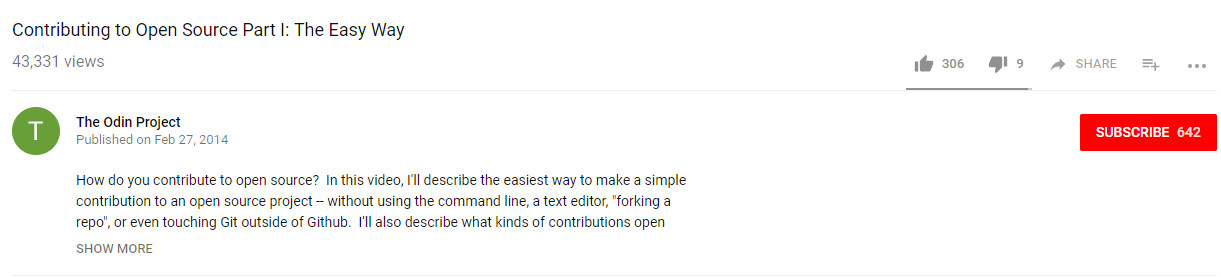 Contributing to Open Source Part I: The Easy Way
43,331 views
306 9 SHARE
T
The Odin Project
Published on Feb 27, 2014
SUBSCRIBE 642
How do you contribute to open source?  In this video, I'll describe the easiest way to make a simple
contribution to an open source project -- without using the command line, a text editor, "forking a
repo", or even touching Git outside of Github.  I'll also describe what kinds of contributions open
SHOW MORE